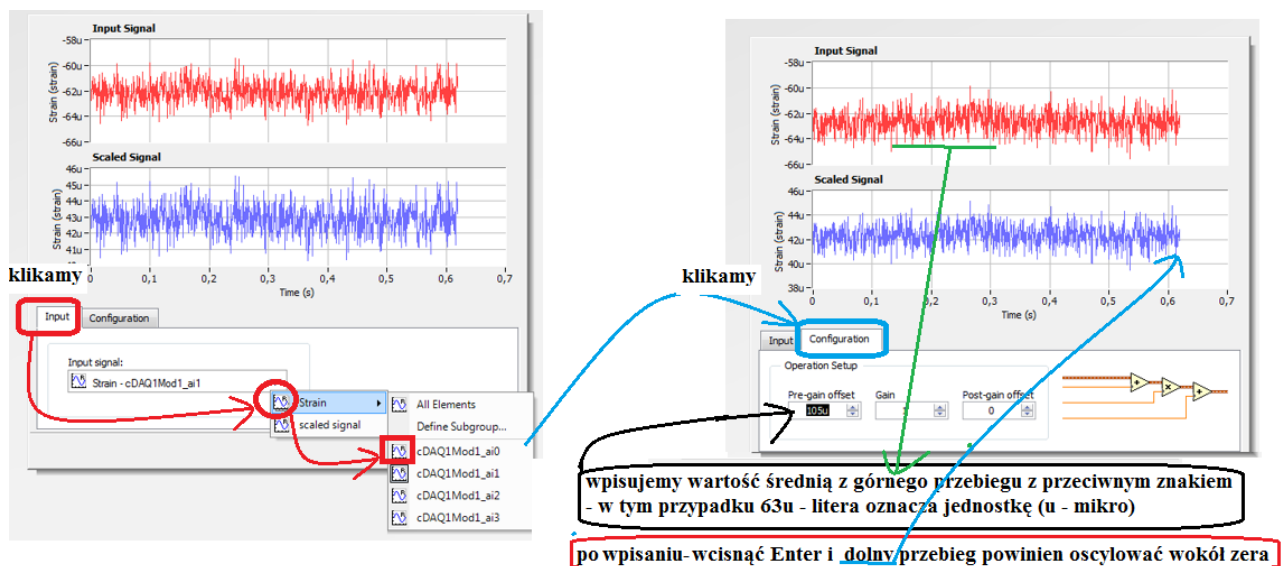 Input Signal
-58u
-60u
-62u
-64u
-66u
Strain (strain)
Scaled Signal
46u
45u
44u
43u
42u
41u
Strain (strain)
0 0,1 0,2 0,3 0,4 0,5 0,6 0,7
Time (s)
klikamy
Input Configuration
Input signal:
Strain - cDAQ1Mod1_ai1
Strain
scaled signal
All Elements
Define Subgroup...
cDAQ1Mod1_ai0
cDAQ1Mod1_ai1
cDAQ1Mod1_ai2
cDAQ1Mod1_ai3
Input Signal
-58u
-60u
-62u
-64u
-66u
Strain (strain)
Scaled Signal
46u
44u
42u
40u
38u
Strain (strain)
0 0,1 0,2 0,3 0,4 0,5 0,6 0,7
Time (s)
klikamy
Input Configuration
Operation Setup
Pre-gain offset Gain Post-gain offset
105u 0
wpisujemy wartość średnią z górnego przebiegu z przeciwnym znakiem
- w tym przypadku 63u - litera oznacza jednostkę (u - mikro)
po wpisaniu- wcisnąć Enter i dolny przebieg powinien oscylować wokół zera